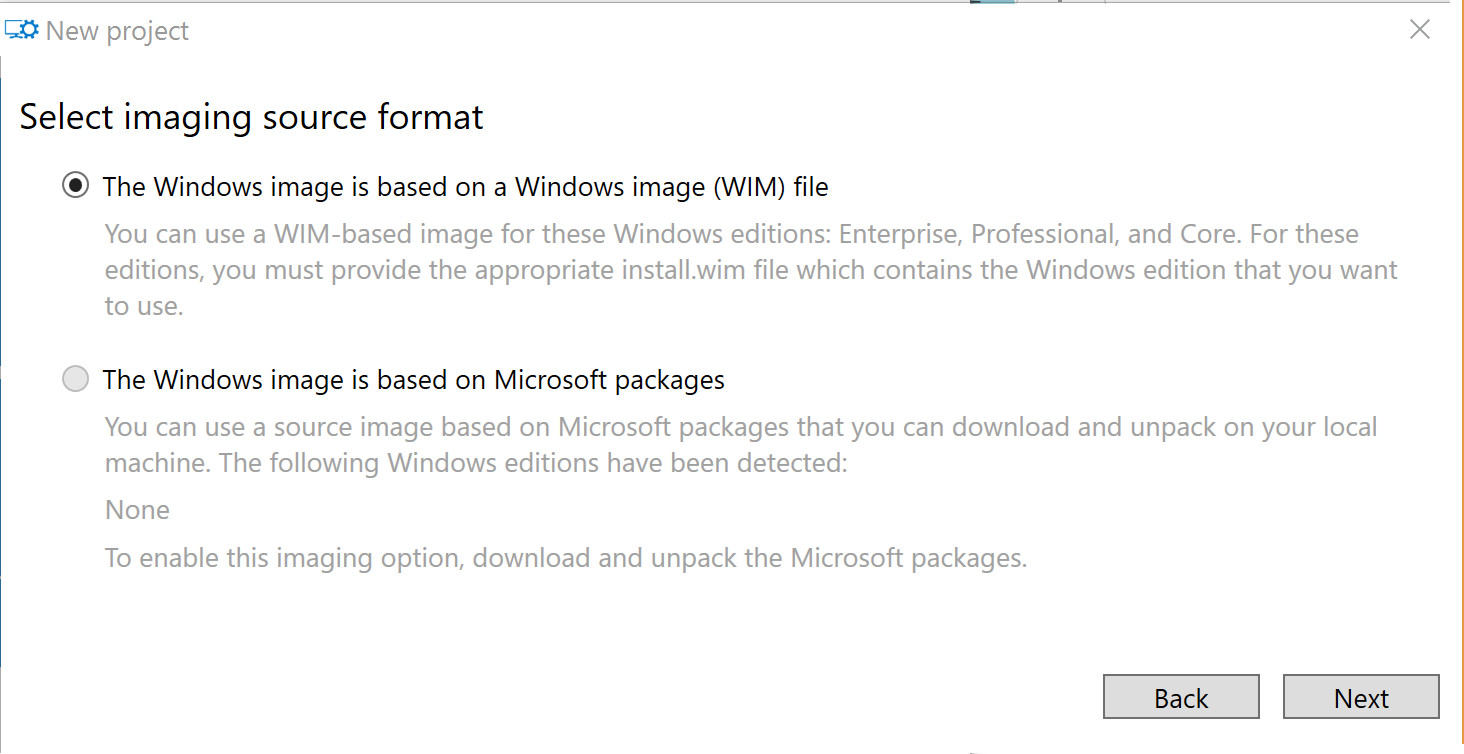 New project
Select imaging source format
The Windows image is based on a Windows image (WIM) file
You can use a WIM-based image for these Windows editions: Enterprise, Professional, and Core. For these
editions, you must provide the appropriate install.wim file which contains the Windows edition that you want
to use.
The Windows image is based on Microsoft packages
You can use a source image based on Microsoft packages that you can download and unpack on your local
machine. The following Windows editions have been detected:
None
To enable this imaging option, download and unpack the Microsoft packages.
Back Next